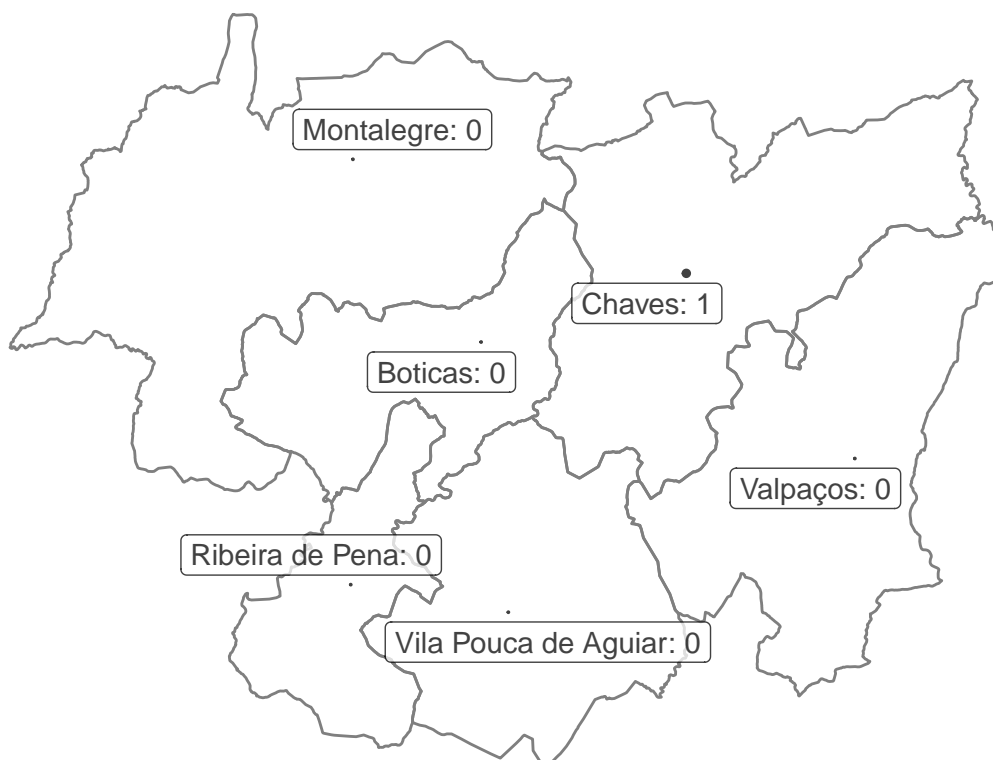 Montalegre: 0
Chaves: 1
Boticas: 0
Valpaços: 0
Ribeira de Pena: 0
Vila Pouca de Aguiar: 0